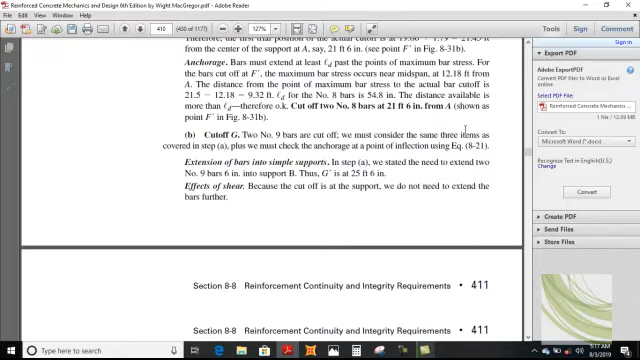 Reinforced Concrete Mechanics and Design 6th Edition by Wight MacGregor.pdf - Adobe Reader
File Edit View Window Help
410 (430 of 1177) 127%
Tools Sign Comment
Sign In
Therefore, the first trial position of the actual cutoff is at 19.66 + 1.79 = 21.45 ft
from the center of the support at A, say, 21 ft 6 in. (see point F′ in Fig. 8-31b).
Anchorage. Bars must extend at least ℓd past the points of maximum bar stress. For
the bars cut off at F′, the maximum bar stress occurs near midspan, at 12.18 ft from
A. The distance from the point of maximum bar stress to the actual bar cutoff is
21.5 − 12.18 = 9.32 ft. ℓd for the No. 8 bars is 54.8 in. The distance available is
more than ℓd—therefore o.k. Cut off two No. 8 bars at 21 ft 6 in. from A (shown as
point F′ in Fig. 8-31b).
(b) Cutoff G. Two No. 9 bars are cut off; we must consider the same three items as
covered in step (a), plus we must check the anchorage at a point of inflection using Eq. (8-21).
Extension of bars into simple supports. In step (a), we stated the need to extend two
No. 9 bars 6 in. into support B. Thus, G′ is at 25 ft 6 in.
Effects of shear. Because the cut off is at the support, we do not need to extend the
bars further.
Section 8-8 Reinforcement Continuity and Integrity Requirements • 411
Section 8-8 Reinforcement Continuity and Integrity Requirements • 411
Export PDF
Adobe ExportPDF
Convert PDF files to Word or Excel online.
Select PDF File:
Reinforced Concrete Mechanics and Design
1 file / 12.59 MB
Convert To:
Microsoft Word (*.docx)
Recognize Text in English(U.S.)
Change
Convert
Create PDF
Send Files
Store Files
Type here to search
5:17 AM
8/3/2019